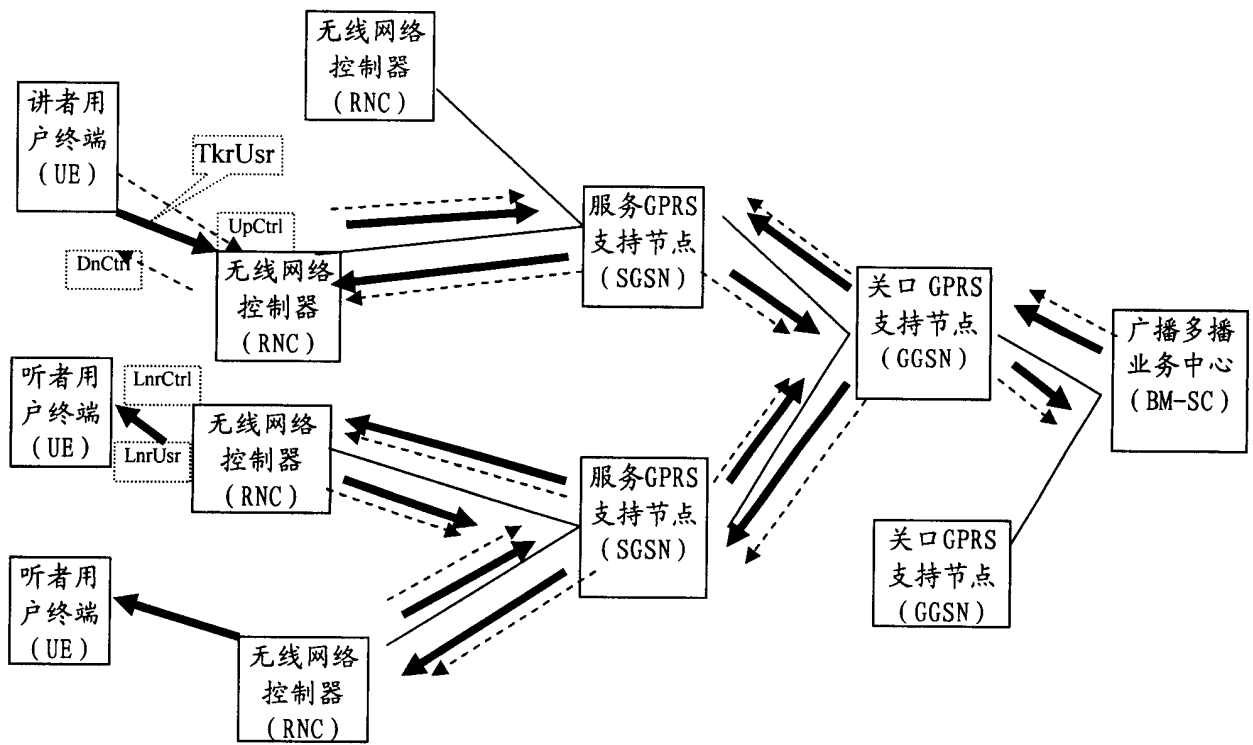 无线网络
控制器
(RNC)
讲者用
户终端
(UE)
TkrUsr
UpCtrl
DnCtrl
无线网络
控制器
(RNC)
服务GPRS
支持节点
(SGSN)
关口 GPRS
支持节点
(GGSN)
广播多播
业务中心
(BM-SC)
听者用
户终端
(UE)
LnrCtrl
LnrUsr
无线网络
控制器
(RNC)
服务GPRS
支持节点
(SGSN)
关口GPRS
支持节点
(GGSN)
听者用
户终端
(UE)
无线网络
控制器
(RNC)